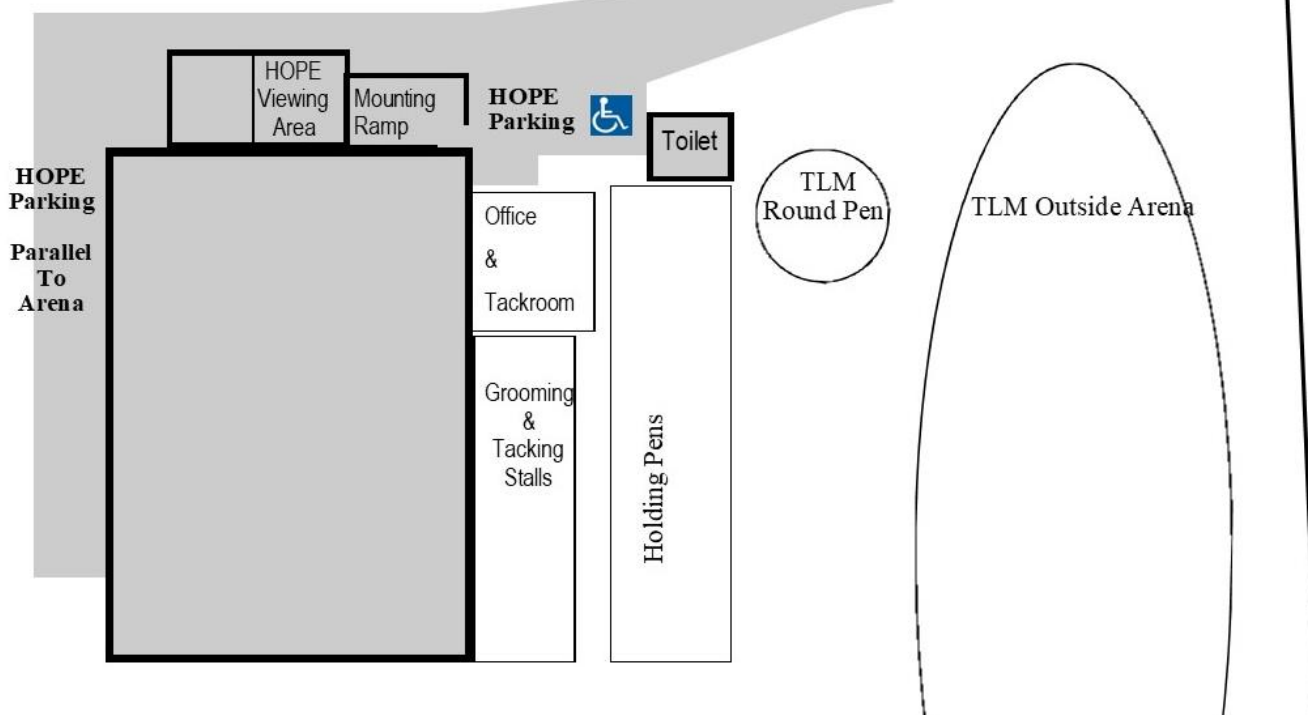 HOPE
Viewing
Area
Mounting
Ramp
HOPE
Parking
Toilet
HOPE
Parking
Parallel
To
Arena
Office
&
Tackroom
TLM
Round Pen
TLM Outside Arena
Grooming
&
Tacking
Stalls
Holding Pens